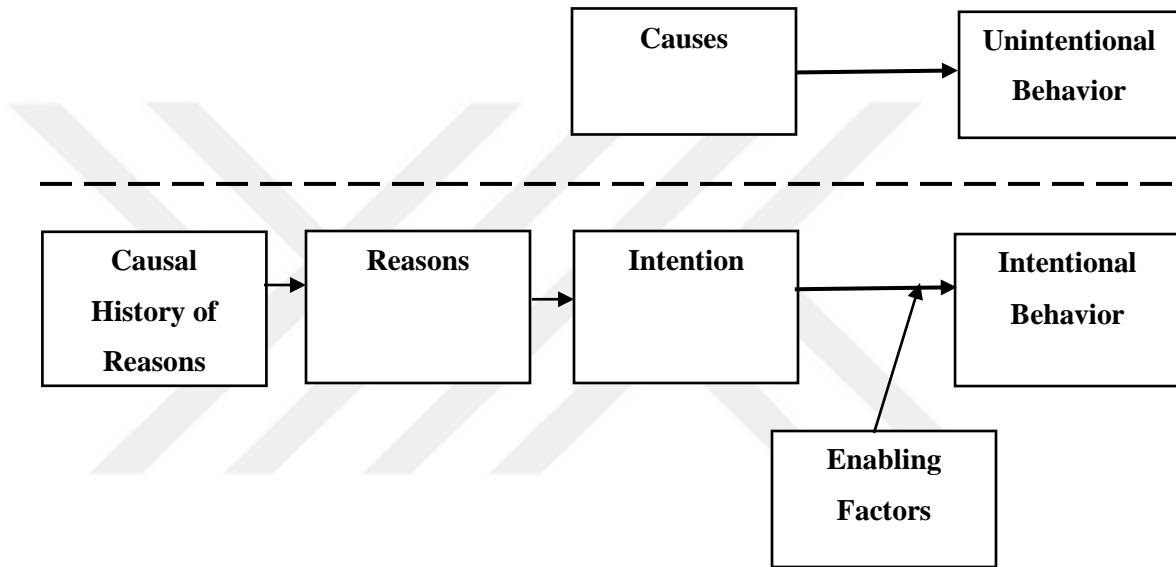 Causes
Unintentional
Behavior
Causal
History of
Reasons
Reasons
Intention
Intentional
Behavior
Enabling
Factors